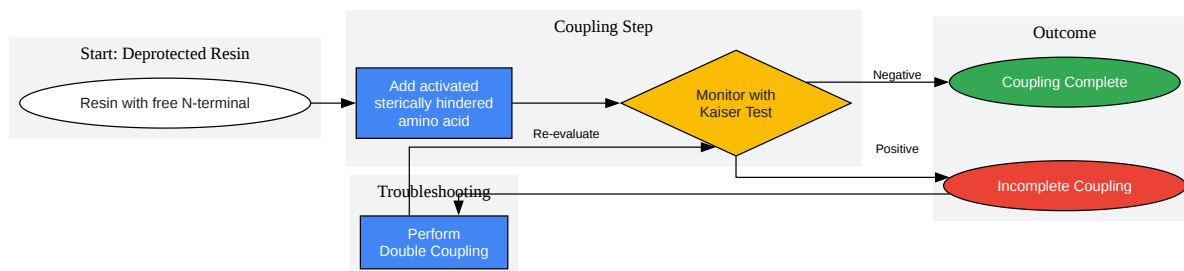 Start: Deprotected Resin
Resin with free N-terminal
Coupling Step
Add activated
sterically hindered
amino acid
Monitor with
Kaiser Test
Re-evaluate
Negative
Positive
Outcome
Coupling Complete
Incomplete Coupling
Troubleshooting
Perform
Double Coupling